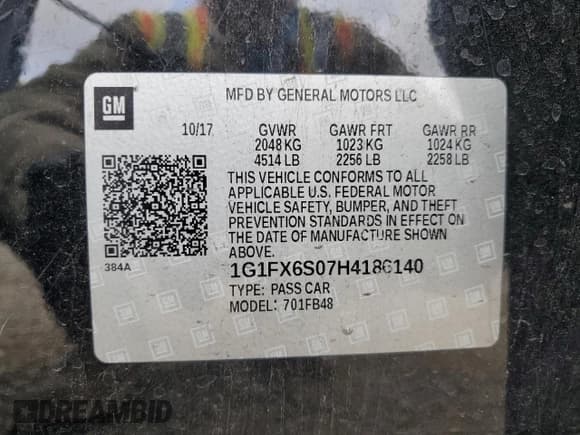 GM
MFD BY GENERAL MOTORS LLC
10/17 GVWR GAWR FRT GAWR RR
2048 KG 1023 KG 1024 KG
4514 LB 2256 LB 2258 LB
THIS VEHICLE CONFORMS TO ALL
APPLICABLE U.S. FEDERAL MOTOR
VEHICLE SAFETY, BUMPER, AND THEFT
PREVENTION STANDARDS IN EFFECT ON
THE DATE OF MANUFACTURE SHOWN
ABOVE.
384A
1G1FX6S07H4186140
TYPE: PASS CAR
MODEL: 701FB48
DREAMBID